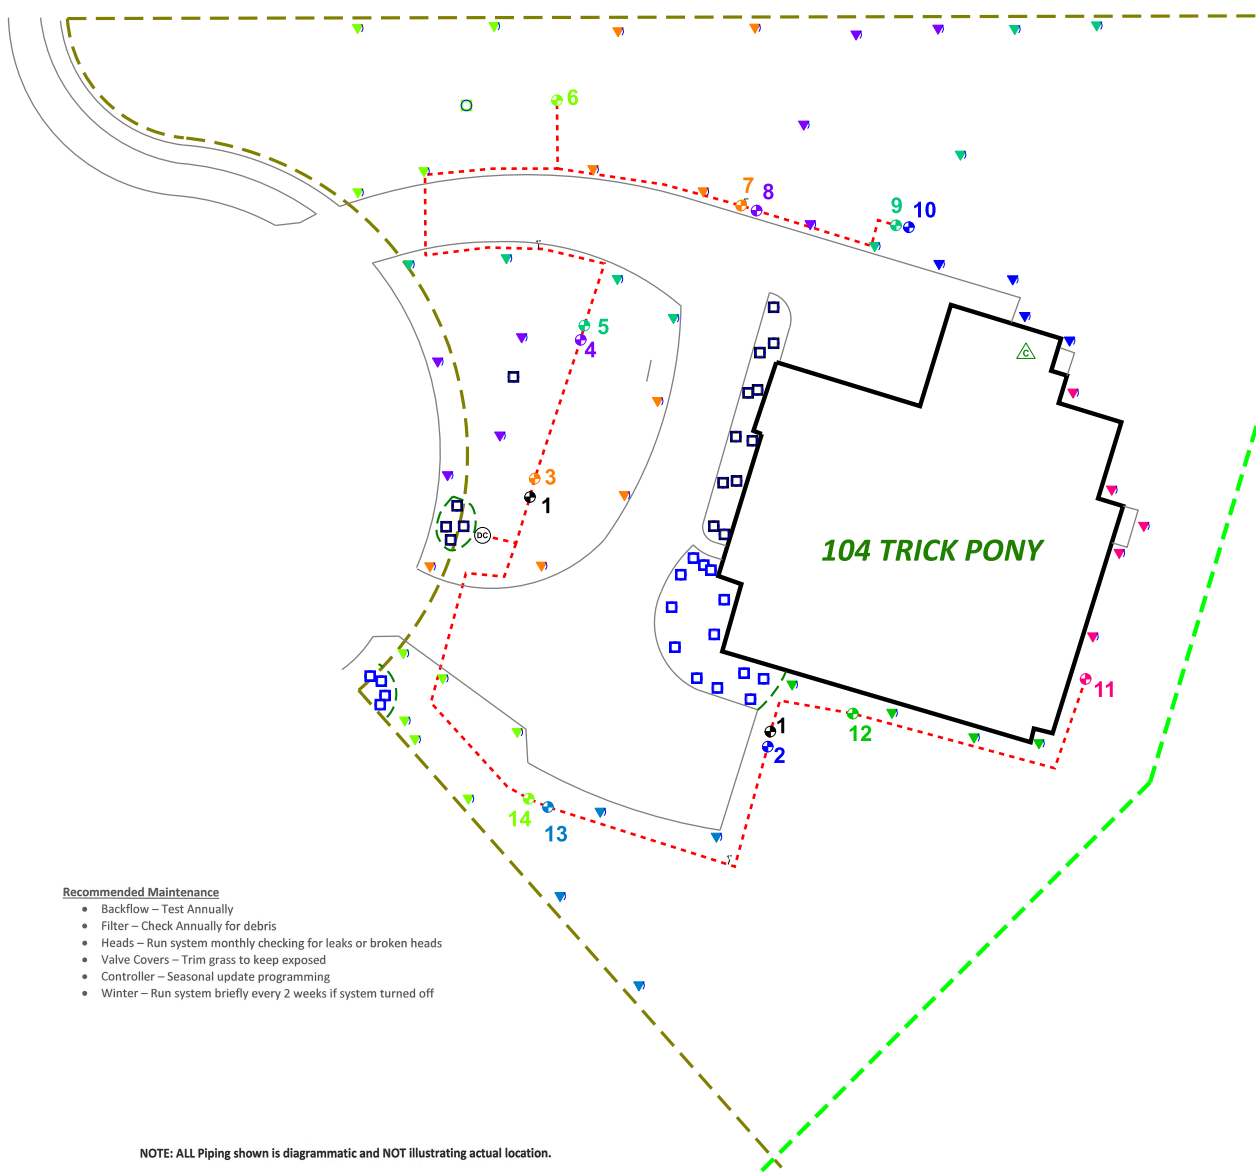 6
7
8
9
10
5
4
C
3
1
DC
104 TRICK PONY
11
1
12
2
14
13
Recommended Maintenance
• Backflow – Test Annually
• Filter – Check Annually for debris
• Heads – Run system monthly checking for leaks or broken heads
• Valve Covers – Trim grass to keep exposed
• Controller – Seasonal update programming
• Winter – Run system briefly every 2 weeks if system turned off
NOTE: ALL Piping shown is diagrammatic and NOT illustrating actual location.